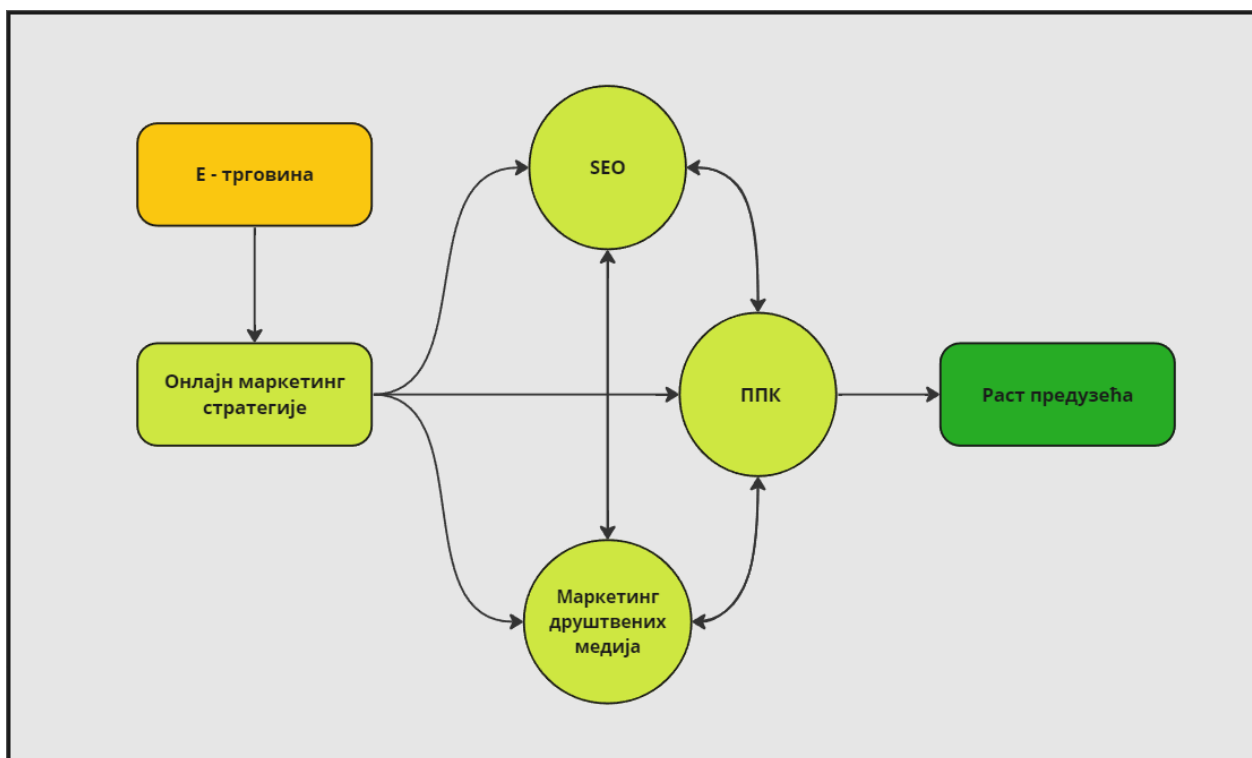 Е - трговина
SEO
Онлајн маркетинг
стратегије
ППК
Раст предузећа
Маркетинг
друштвених
медија